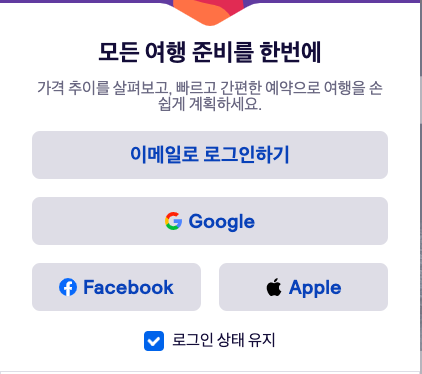 모든 여행 준비를 한번에
가격 추이를 살펴보고, 빠르고 간편한 예약으로 여행을 손
쉽게 계획하세요.
이메일로 로그인하기
Google
Facebook
Apple
로그인 상태 유지